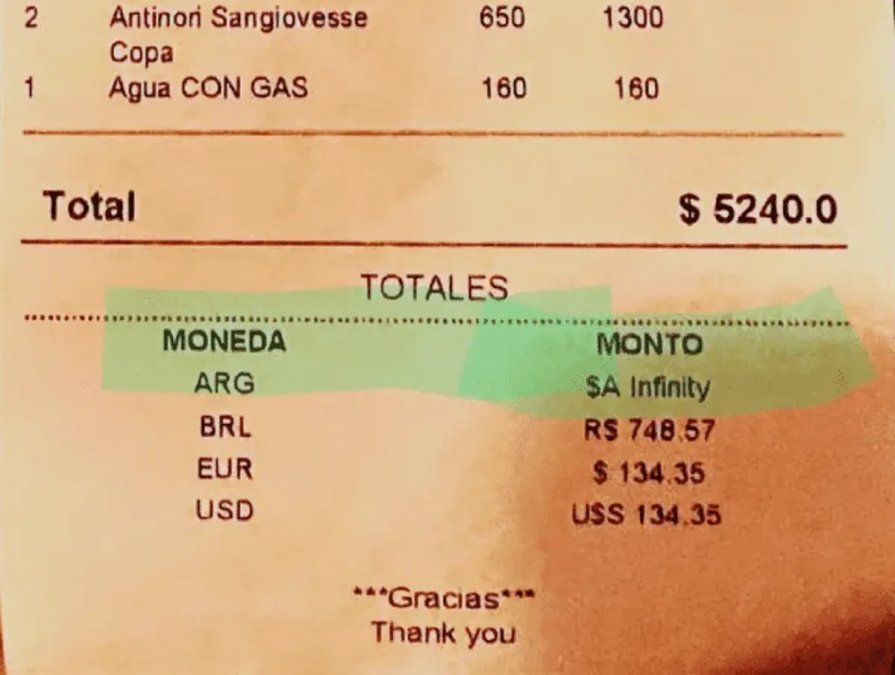 2 Antinori Sangiovesse 650 1300
Copa
1 Agua CON GAS 160 160
Total $ 5240.0
TOTALES
MONEDA MONTO
ARG $A Infinity
BRL R$ 748.57
EUR $ 134.35
USD U$S 134.35
***Gracias***
Thank you